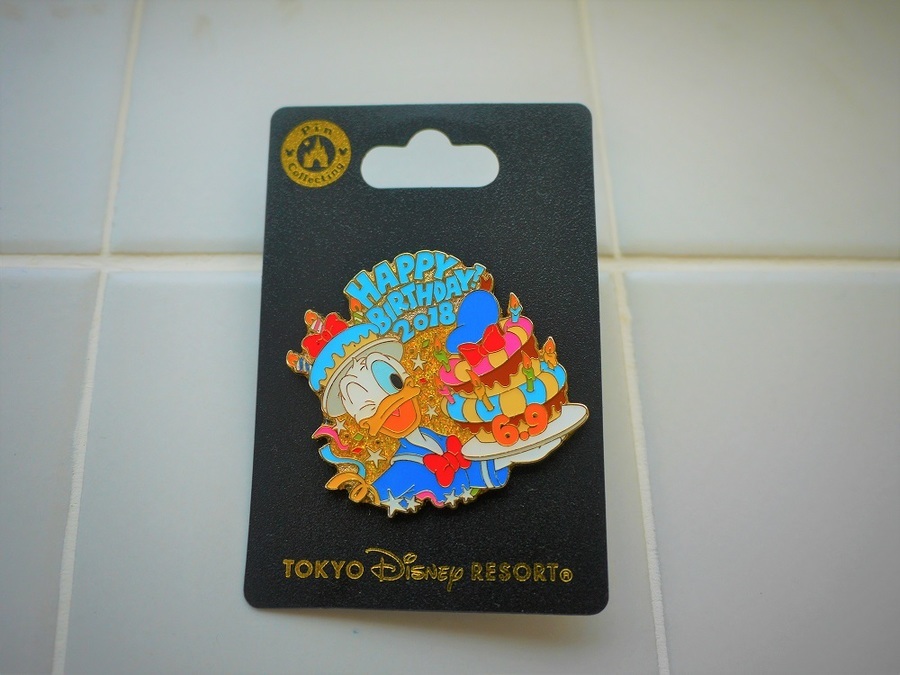 Pin
Collecting
HAPPY
BIRTHDAY!
2018
6.9
TOKYO Disney RESORT®